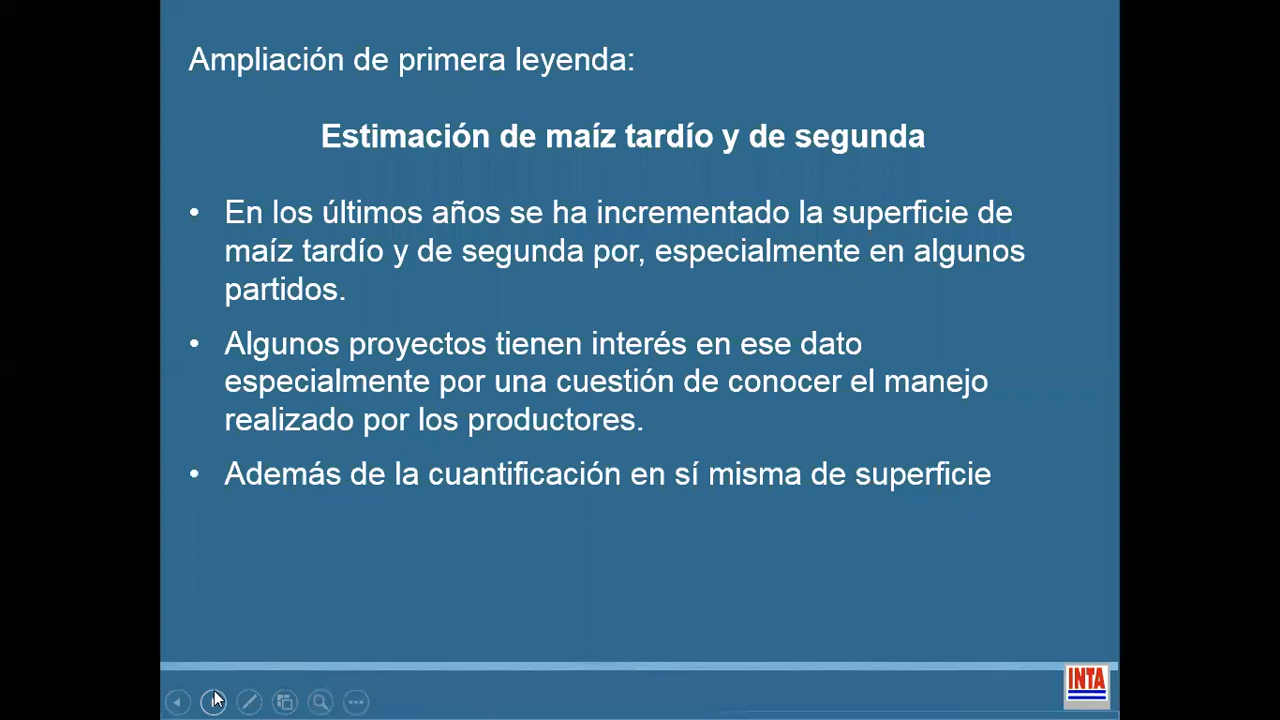 Ampliación de primera leyenda:
Estimación de maíz tardío y de segunda
• En los últimos años se ha incrementado la superficie de
maíz tardío y de segunda por, especialmente en algunos
partidos.
• Algunos proyectos tienen interés en ese dato
especialmente por una cuestión de conocer el manejo
realizado por los productores.
• Además de la cuantificación en sí misma de superficie
INTA